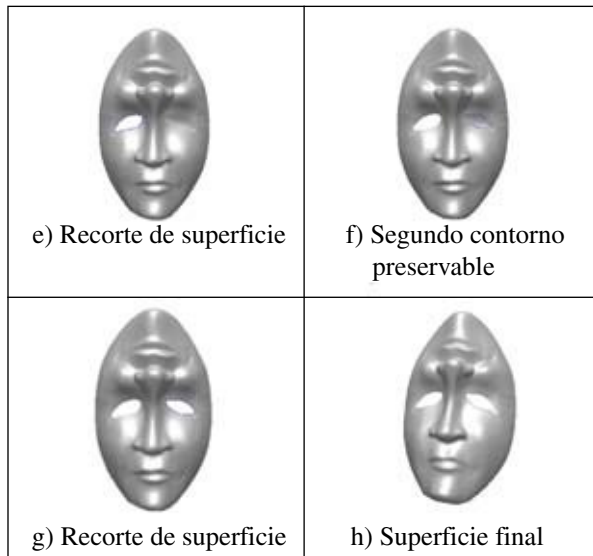 e) Recorte de superficie
f) Segundo contorno
preservable
g) Recorte de superficie
h) Superficie final